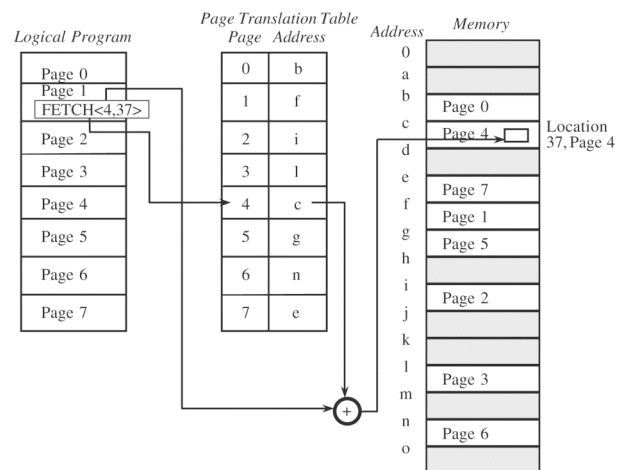 Logical Program
Page 0
Page 1
FETCH<4,37>
Page 2
Page 3
Page 4
Page 5
Page 6
Page 7
Page Translation Table
Page Address
0 b
1 f
2 i
3 l
4 c
5 g
6 n
7 e
+
Address
Memory
0
a
b
Page 0
c
Page 4
Location
37, Page 4
d
e
Page 7
f
Page 1
g
Page 5
h
i
Page 2
j
k
l
Page 3
m
n
Page 6
o